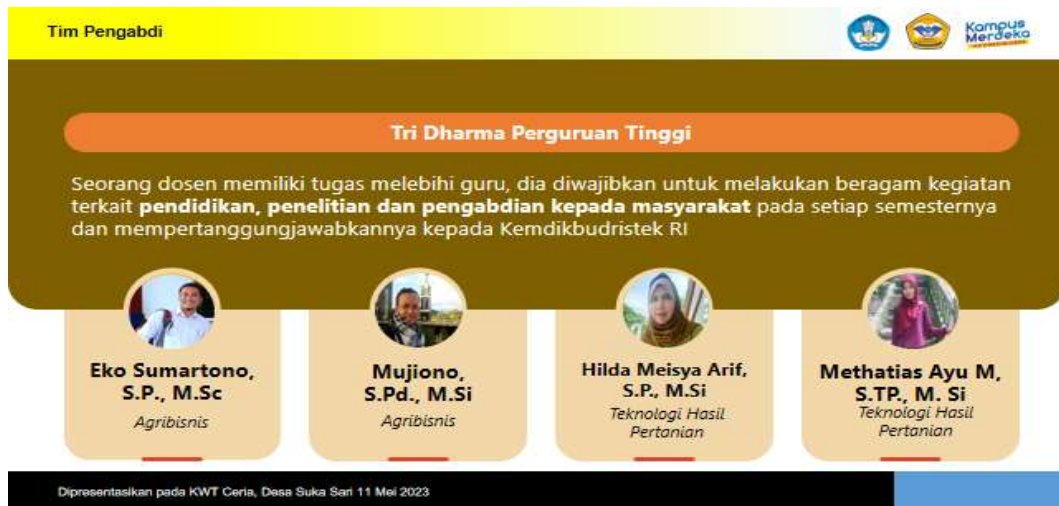 Tim Pengabdi
Kampus
Merdeka
Tri Dharma Perguruan Tinggi
Seorang dosen memiliki tugas melebihi guru, dia diwajibkan untuk melakukan beragam kegiatan
terkait pendidikan, penelitian dan pengabdian kepada masyarakat pada setiap semesternya
dan mempertanggungjawabkannya kepada Kemdikbudristek RI
Eko Sumartono,
S.P., M.Sc
Agribisnis
Mujiono,
S.Pd., M.Si
Agribisnis
Hilda Meisya Arif,
S.P., M.Si
Teknologi Hasil
Pertanian
Methatias Ayu M,
S.TP., M. Si
Teknologi Hasil
Pertanian
Dipresentasikan pada KWT Ceria, Desa Suka Sari 11 Mei 2023